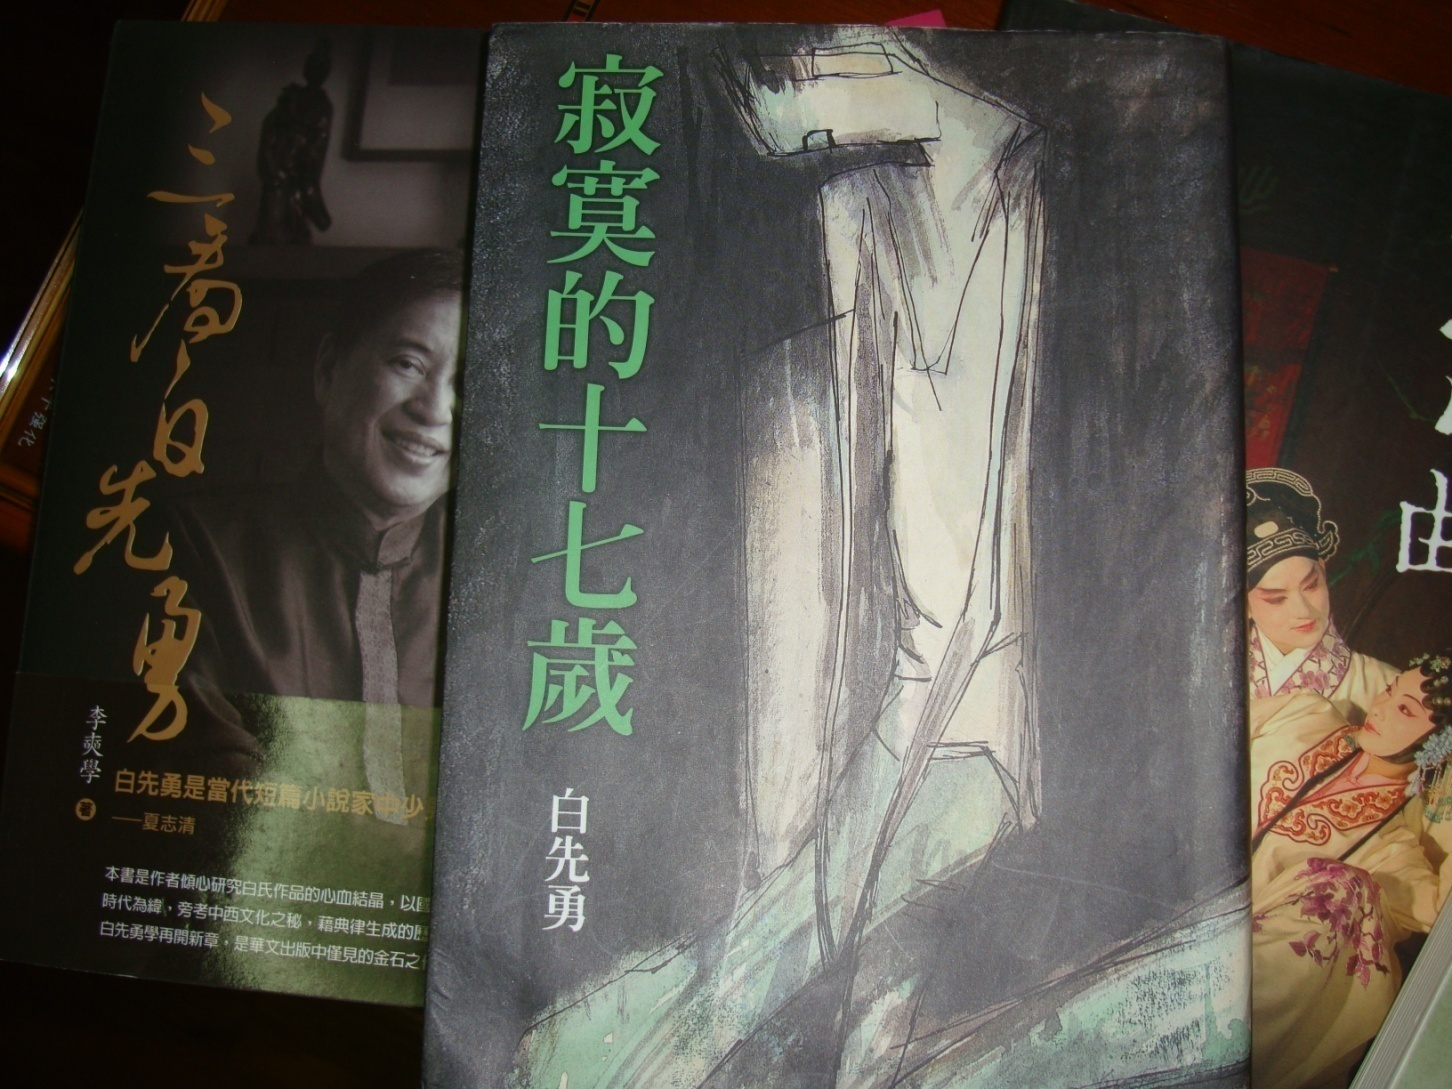 三看白先勇
李奭學
著
白先勇是當代短篇小說家中少
——夏志清
本書是作者傾心研究白氏作品的心血結晶，以
時代為緯，旁考中西文化之秘，藉典律生成的
白先勇學再開新章，是華文出版中僅見的金石之
寂寞的十七歲
白先勇
曲